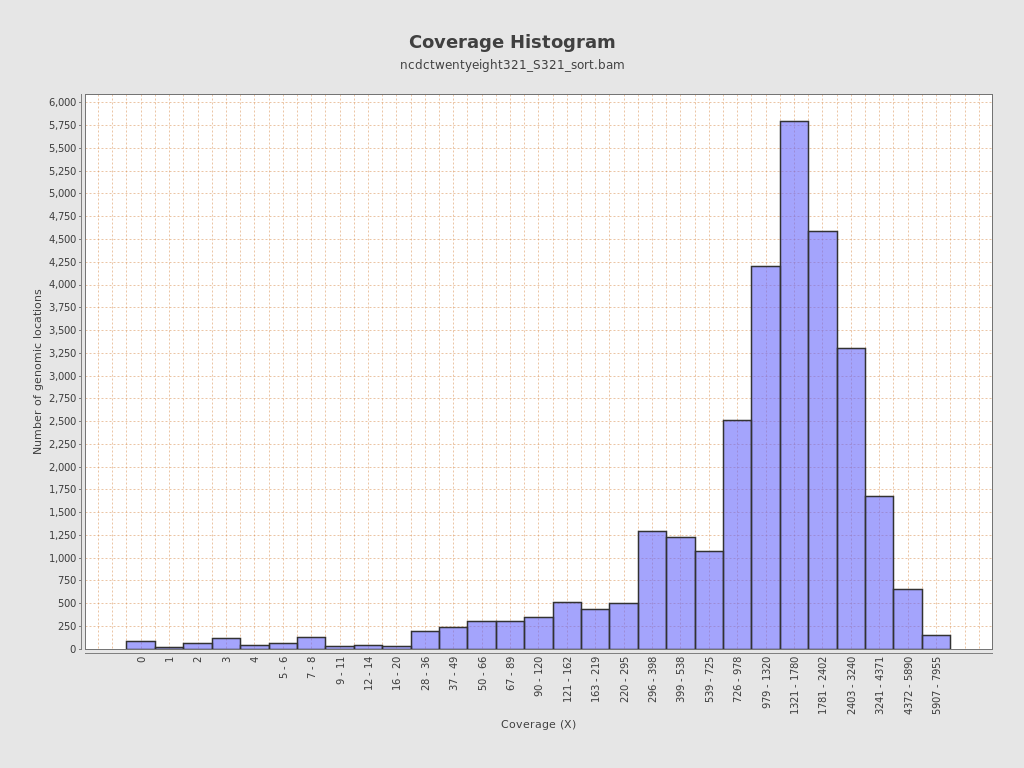 Coverage Histogram
ncdctwentyeight321_S321_sort.bam
6,000
5,750
5,500
5,250
5,000
4,750
4,500
4,250
4,000
3,750
3,500
3,250
3,000
2,750
2,500
2,250
2,000
1,750
1,500
1,250
1,000
750
500
250
0
Number of genomic locations
0
1
2
3
4
5 - 6
7 - 8
9 - 11
12 - 14
16 - 20
28 - 36
37 - 49
50 - 66
67 - 89
90 - 120
121 - 162
163 - 219
220 - 295
296 - 398
399 - 538
539 - 725
726 - 978
979 - 1320
1321 - 1780
1781 - 2402
2403 - 3240
3241 - 4371
4372 - 5890
5907 - 7955
Coverage (X)